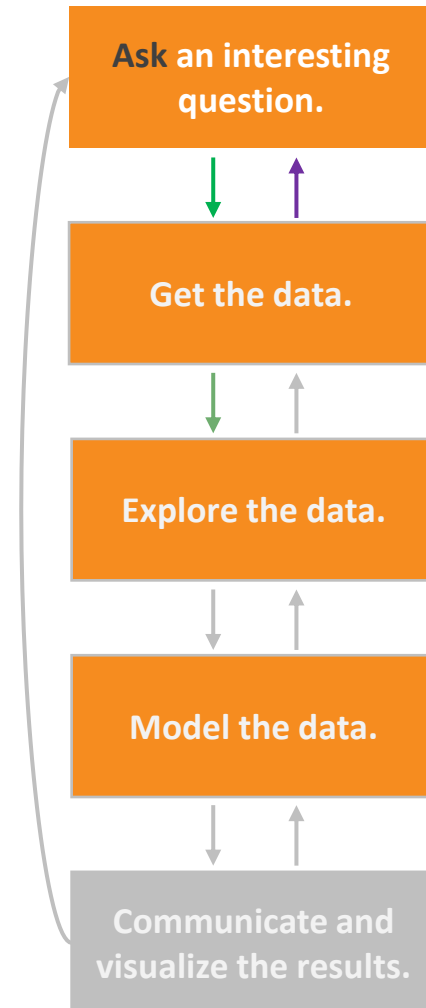 Ask an interesting
question.
Get the data.
Explore the data.
Model the data.
Communicate and
visualize the results.